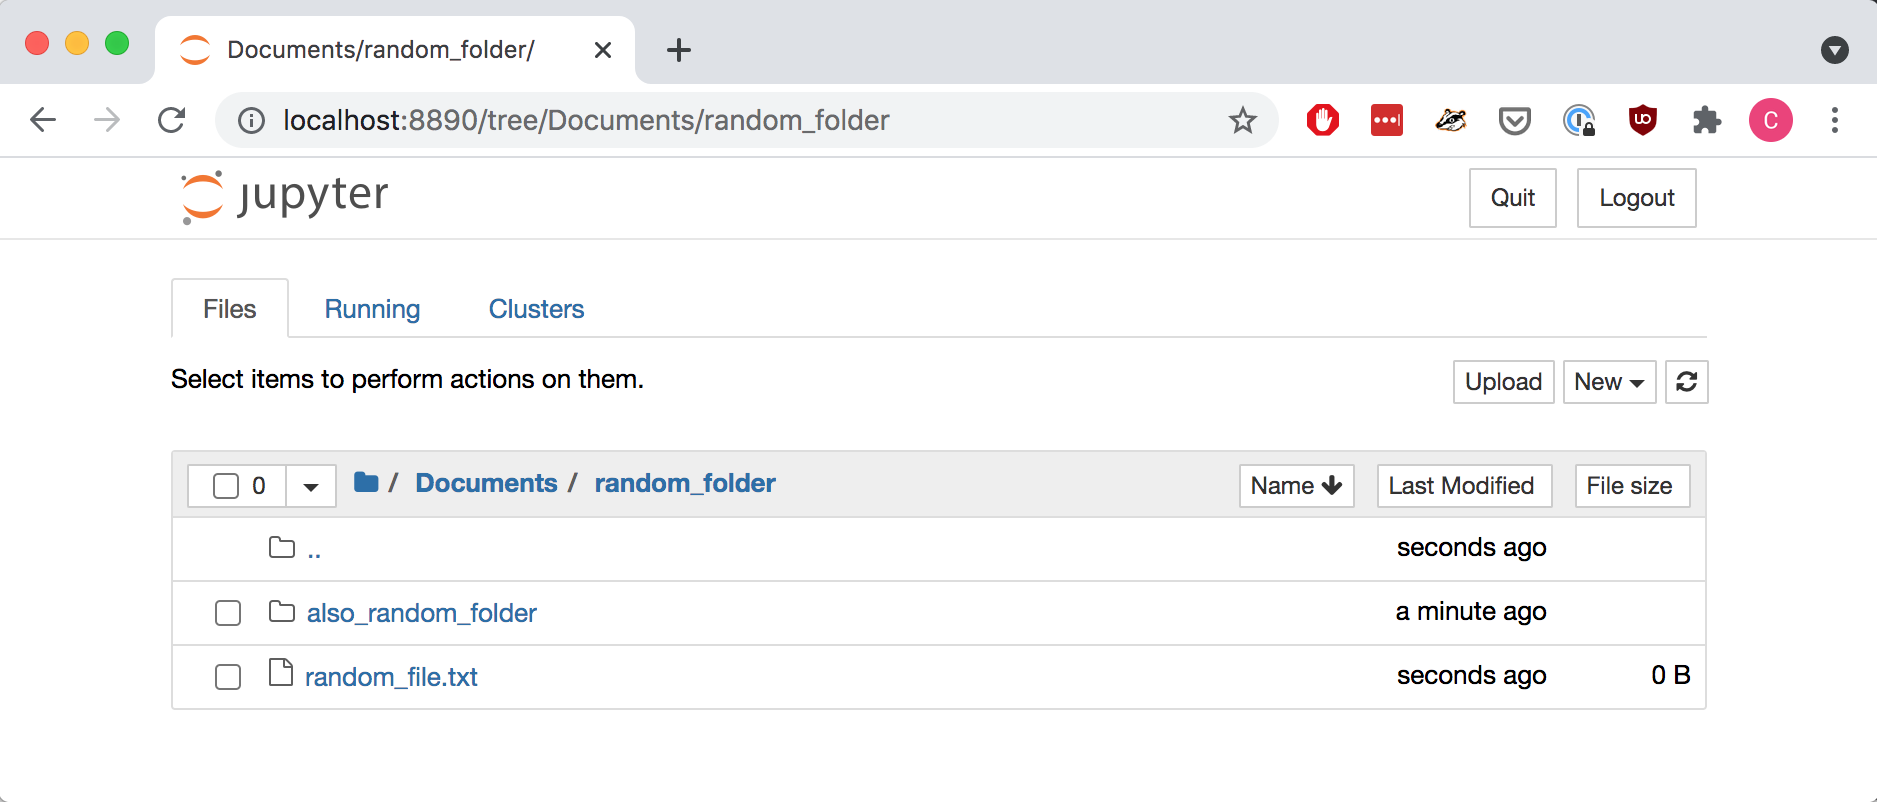 Documents/random_folder/
localhost:8890/tree/Documents/random_folder
C
jupyter
Quit
Logout
Files
Running
Clusters
Select items to perform actions on them.
Upload
New
0
/ Documents / random_folder
Name
Last Modified
File size
..
seconds ago
also_random_folder
a minute ago
random_file.txt
seconds ago
0 B